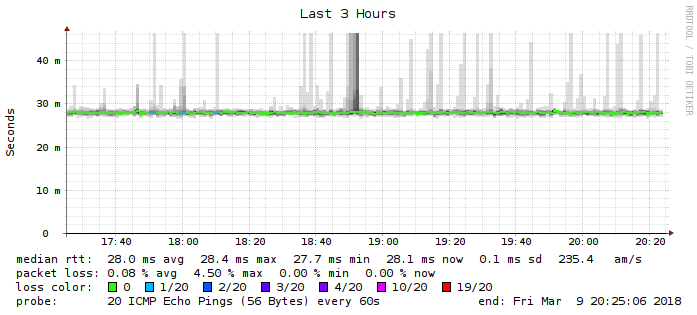 Last 3 Hours
RRDTOOL / TOBI OETIKER
Seconds
40 m
30 m
20 m
10 m
0
17:40 18:00 18:20 18:40 19:00 19:20 19:40 20:00 20:20
median rtt: 28.0 ms avg 28.4 ms max 27.7 ms min 28.1 ms now 0.1 ms sd 235.4 am/s
packet loss: 0.08 % avg 4.50 % max 0.00 % min 0.00 % now
loss color: 0 1/20 2/20 3/20 4/20 10/20 19/20
probe: 20 ICMP Echo Pings (56 Bytes) every 60s end: Fri Mar 9 20:25:06 2018